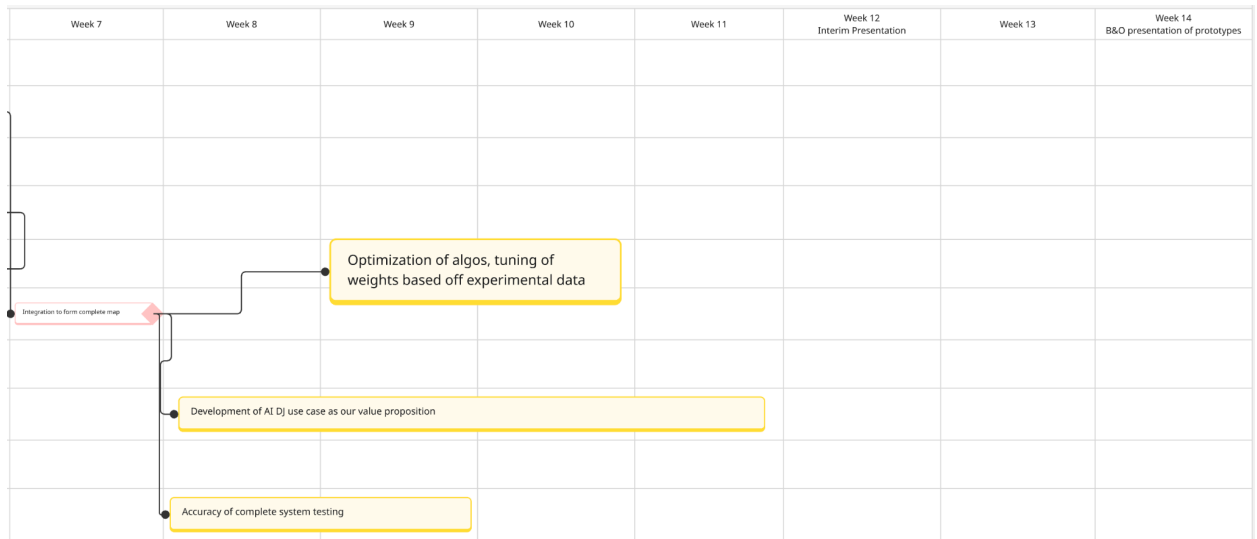 Week 7
Week 8
Week 9
Week 10
Week 11
Week 12
Interim Presentation
Week 13
Week 14
B&O presentation of prototypes
Optimization of algos, tuning of
weights based off experimental data
Integration to form complete map
Development of AI DJ use case as our value proposition
Accuracy of complete system testing